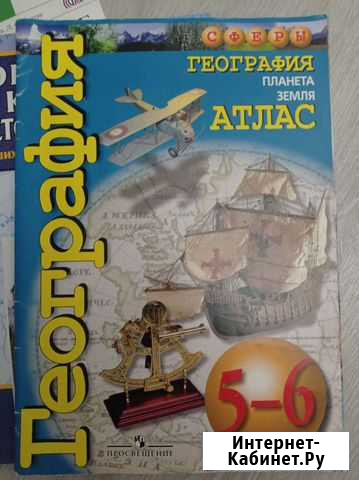 СФЕРЫ
ГЕОГРАФИЯ
ПЛАНЕТА
ЗЕМЛЯ
АТЛАС
География
5–6
ПРОСВЕЩЕНИЕ
Интернет-
Кабинет.Ру